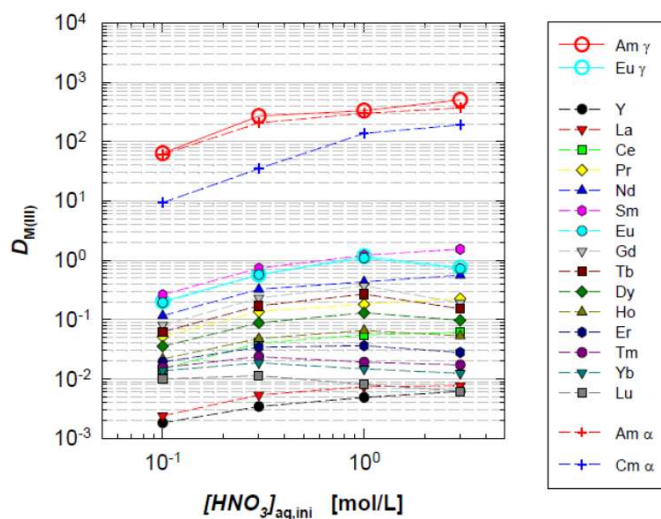 10⁴
10³
10²
10¹
10⁰
10⁻¹
10⁻²
10⁻³
D_M(III)
10⁻¹
10⁰
[HNO₃]aq,ini [mol/L]
Am γ
Eu γ
Y
La
Ce
Pr
Nd
Sm
Eu
Gd
Tb
Dy
Ho
Er
Tm
Yb
Lu
Am α
Cm α